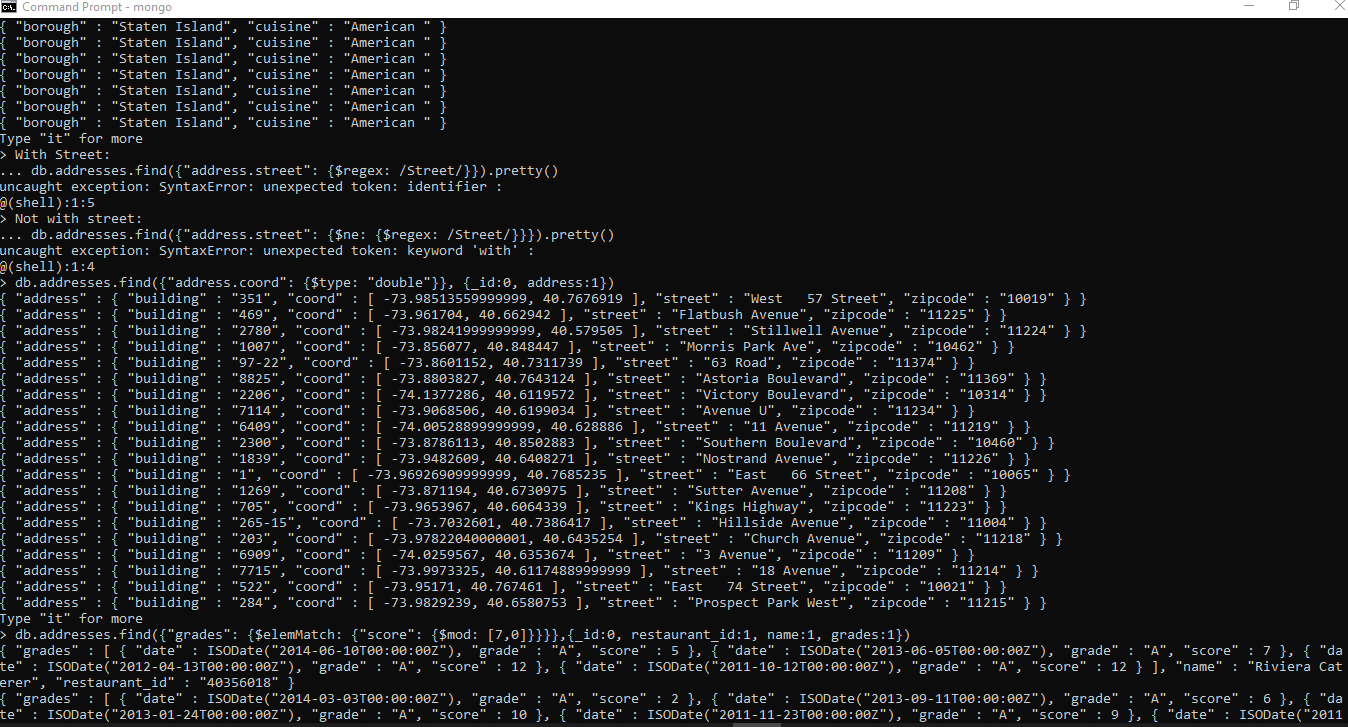 Command Prompt - mongo
{ "borough" : "Staten Island", "cuisine" : "American " }
{ "borough" : "Staten Island", "cuisine" : "American " }
{ "borough" : "Staten Island", "cuisine" : "American " }
{ "borough" : "Staten Island", "cuisine" : "American " }
{ "borough" : "Staten Island", "cuisine" : "American " }
{ "borough" : "Staten Island", "cuisine" : "American " }
{ "borough" : "Staten Island", "cuisine" : "American " }
Type "it" for more
> With Street:
... db.addresses.find({"address.street": {$regex: /Street/}}).pretty()
uncaught exception: SyntaxError: unexpected token: identifier :
@(shell):1:5
> Not with street:
... db.addresses.find({"address.street": {$ne: {$regex: /Street/}}}).pretty()
uncaught exception: SyntaxError: unexpected token: keyword 'with' :
@(shell):1:4
> db.addresses.find({"address.coord": {$type: "double"}}, {_id:0, address:1})
{ "address" : { "building" : "351", "coord" : [ -73.98513559999999, 40.7676919 ], "street" : "West   57 Street", "zipcode" : "10019" } }
{ "address" : { "building" : "469", "coord" : [ -73.961704, 40.662942 ], "street" : "Flatbush Avenue", "zipcode" : "11225" } }
{ "address" : { "building" : "2780", "coord" : [ -73.98241999999999, 40.579505 ], "street" : "Stillwell Avenue", "zipcode" : "11224" } }
{ "address" : { "building" : "1007", "coord" : [ -73.856077, 40.848447 ], "street" : "Morris Park Ave", "zipcode" : "10462" } }
{ "address" : { "building" : "97-22", "coord" : [ -73.8601152, 40.7311739 ], "street" : "63 Road", "zipcode" : "11374" } }
{ "address" : { "building" : "8825", "coord" : [ -73.8803827, 40.7643124 ], "street" : "Astoria Boulevard", "zipcode" : "11369" } }
{ "address" : { "building" : "2206", "coord" : [ -74.1377286, 40.6119572 ], "street" : "Victory Boulevard", "zipcode" : "10314" } }
{ "address" : { "building" : "7114", "coord" : [ -73.9068506, 40.6199034 ], "street" : "Avenue U", "zipcode" : "11234" } }
{ "address" : { "building" : "6409", "coord" : [ -74.00528899999999, 40.628886 ], "street" : "11 Avenue", "zipcode" : "11219" } }
{ "address" : { "building" : "2300", "coord" : [ -73.8786113, 40.8502883 ], "street" : "Southern Boulevard", "zipcode" : "10460" } }
{ "address" : { "building" : "1839", "coord" : [ -73.9482609, 40.6408271 ], "street" : "Nostrand Avenue", "zipcode" : "11226" } }
{ "address" : { "building" : "1", "coord" : [ -73.96926909999999, 40.7685235 ], "street" : "East   66 Street", "zipcode" : "10065" } }
{ "address" : { "building" : "1269", "coord" : [ -73.871194, 40.6730975 ], "street" : "Sutter Avenue", "zipcode" : "11208" } }
{ "address" : { "building" : "705", "coord" : [ -73.9653967, 40.6064339 ], "street" : "Kings Highway", "zipcode" : "11223" } }
{ "address" : { "building" : "265-15", "coord" : [ -73.7032601, 40.7386417 ], "street" : "Hillside Avenue", "zipcode" : "11004" } }
{ "address" : { "building" : "203", "coord" : [ -73.97822040000001, 40.6435254 ], "street" : "Church Avenue", "zipcode" : "11218" } }
{ "address" : { "building" : "6909", "coord" : [ -74.0259567, 40.6353674 ], "street" : "3 Avenue", "zipcode" : "11209" } }
{ "address" : { "building" : "7715", "coord" : [ -73.9973325, 40.61174889999999 ], "street" : "18 Avenue", "zipcode" : "11214" } }
{ "address" : { "building" : "522", "coord" : [ -73.95171, 40.767461 ], "street" : "East   74 Street", "zipcode" : "10021" } }
{ "address" : { "building" : "284", "coord" : [ -73.9829239, 40.6580753 ], "street" : "Prospect Park West", "zipcode" : "11215" } }
Type "it" for more
> db.addresses.find({"grades": {$elemMatch: {"score": {$mod: [7,0]}}}},{_id:0, restaurant_id:1, name:1, grades:1})
{ "grades" : [ { "date" : ISODate("2014-06-10T00:00:00Z"), "grade" : "A", "score" : 5 }, { "date" : ISODate("2013-06-05T00:00:00Z"), "grade" : "A", "score" : 7 }, { "da
te" : ISODate("2012-04-13T00:00:00Z"), "grade" : "A", "score" : 12 }, { "date" : ISODate("2011-10-12T00:00:00Z"), "grade" : "A", "score" : 12 } ], "name" : "Riviera Cat
erer", "restaurant_id" : "40356018" }
{ "grades" : [ { "date" : ISODate("2014-03-03T00:00:00Z"), "grade" : "A", "score" : 2 }, { "date" : ISODate("2013-09-11T00:00:00Z"), "grade" : "A", "score" : 6 }, { "da
te" : ISODate("2013-01-24T00:00:00Z"), "grade" : "A", "score" : 10 }, { "date" : ISODate("2011-11-23T00:00:00Z"), "grade" : "A", "score" : 9 }, { "date" : ISODate("2011